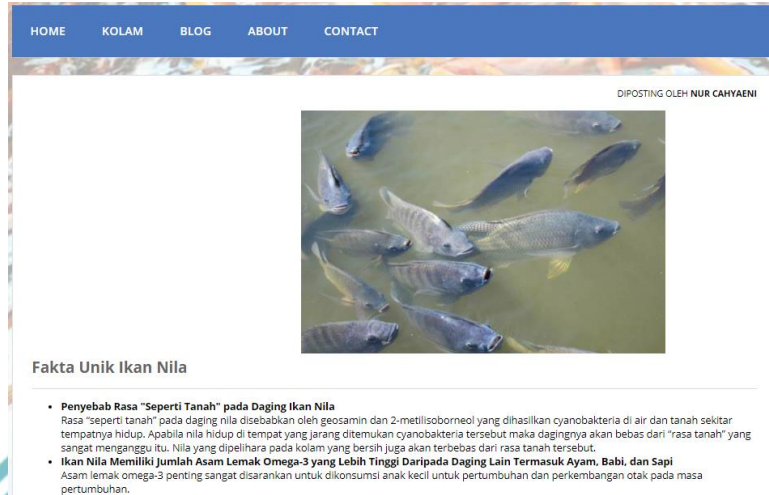 HOME KOLAM BLOG ABOUT CONTACT
DIPOSTING OLEH NUR CAHYAENI
Fakta Unik Ikan Nila
• Penyebab Rasa "Seperti Tanah" pada Daging Ikan Nila
Rasa “seperti tanah” pada daging nila disebabkan oleh geosamin dan 2-metilisoborneol yang dihasilkan cyanobakteria di air dan tanah sekitar
tempatnya hidup. Apabila nila hidup di tempat yang jarang ditemukan cyanobakteria tersebut maka dagingnya akan bebas dari “rasa tanah” yang
sangat menganggu itu. Nila yang dipelihara pada kolam yang bersih juga akan terbebas dari rasa tanah tersebut.
• Ikan Nila Memiliki Jumlah Asam Lemak Omega-3 yang Lebih Tinggi Daripada Daging Lain Termasuk Ayam, Babi, dan Sapi
Asam lemak omega-3 penting sangat disarankan untuk dikonsumsi anak kecil untuk pertumbuhan dan perkembangan otak pada masa
pertumbuhan.